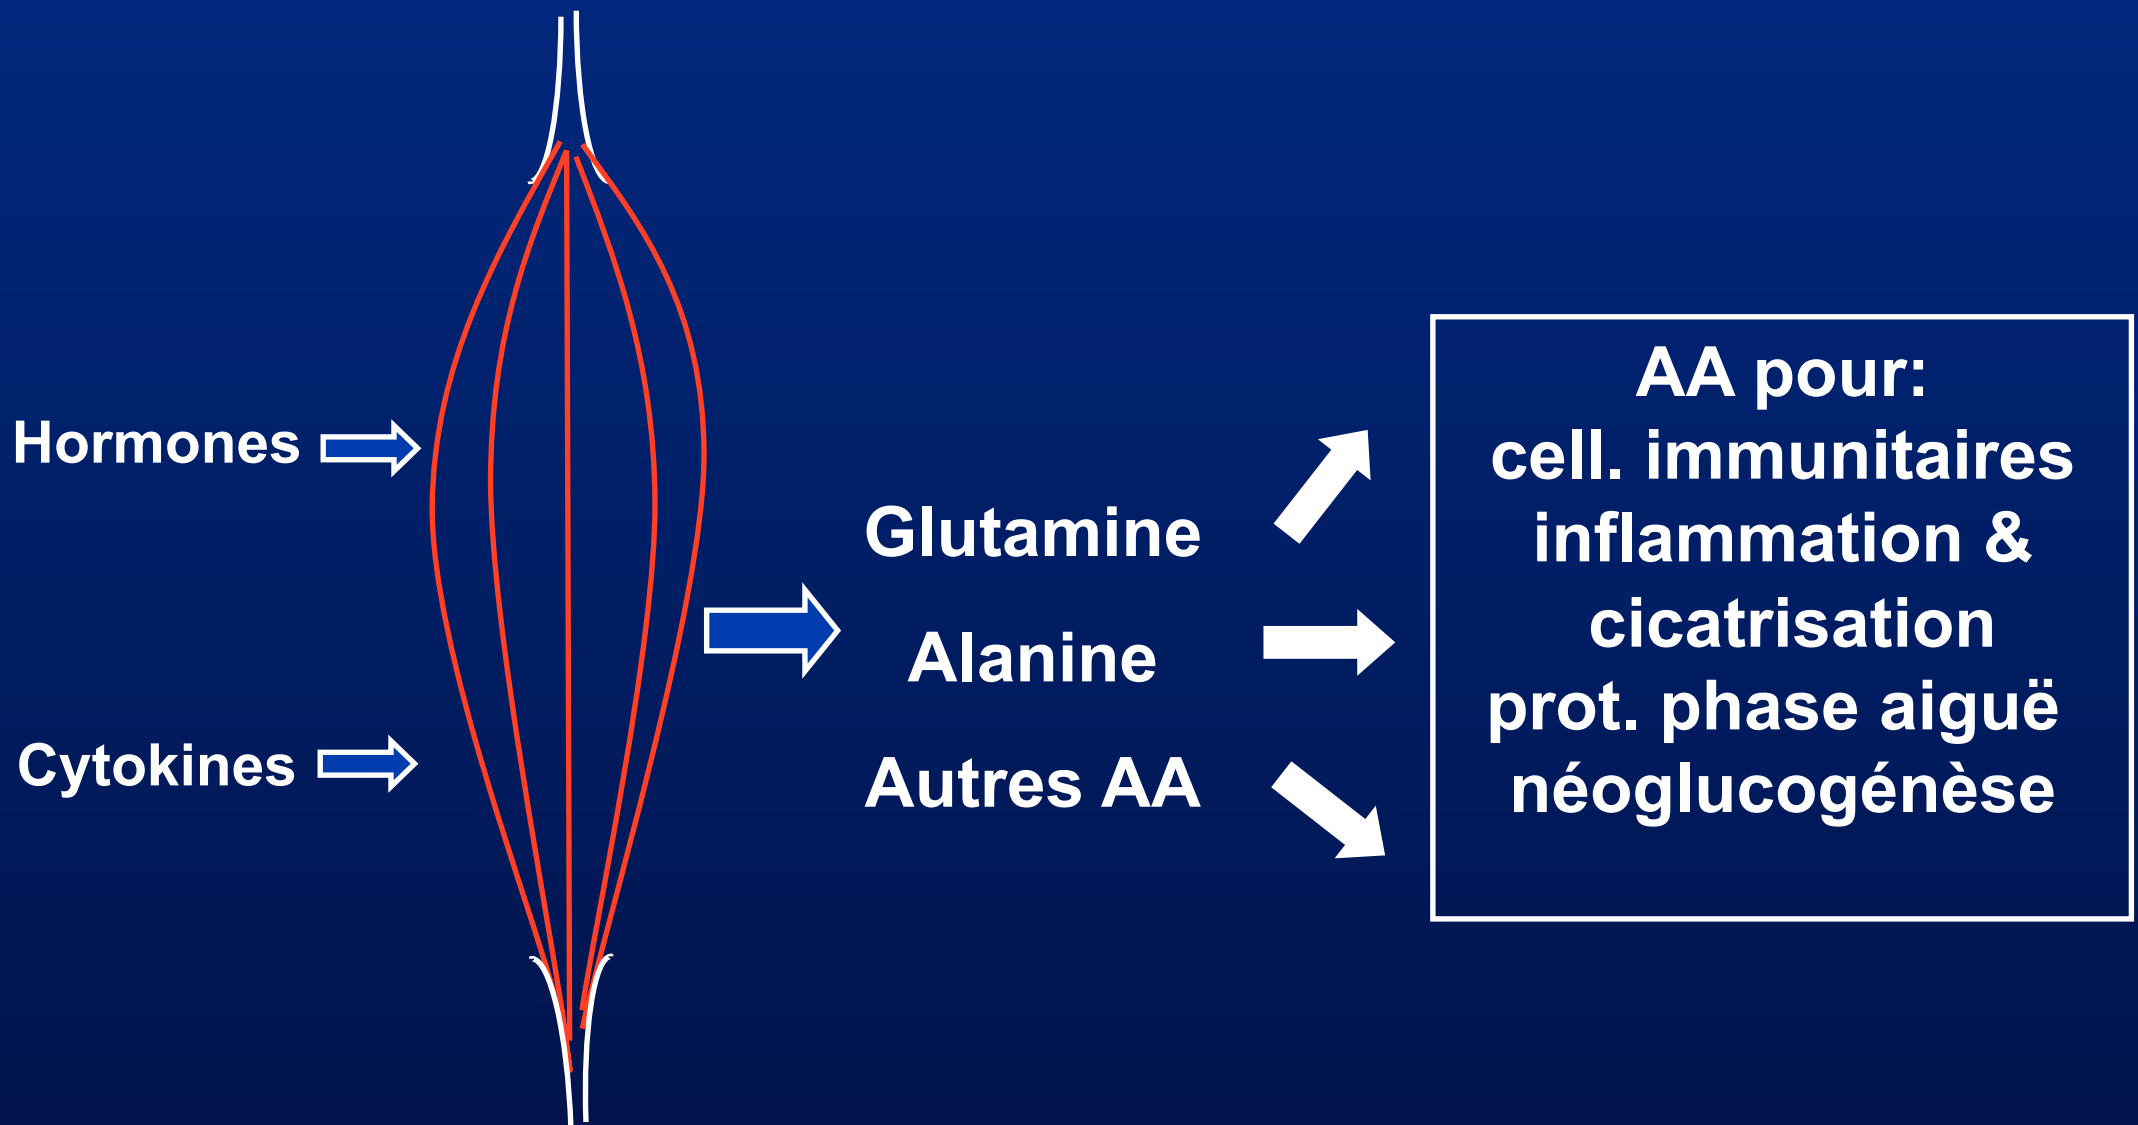 Hormones
Cytokines
Glutamine
Alanine
Autres AA
AA pour:
cell. immunitaires
inflammation &
cicatrisation
prot. phase aiguë
néoglucogénèse